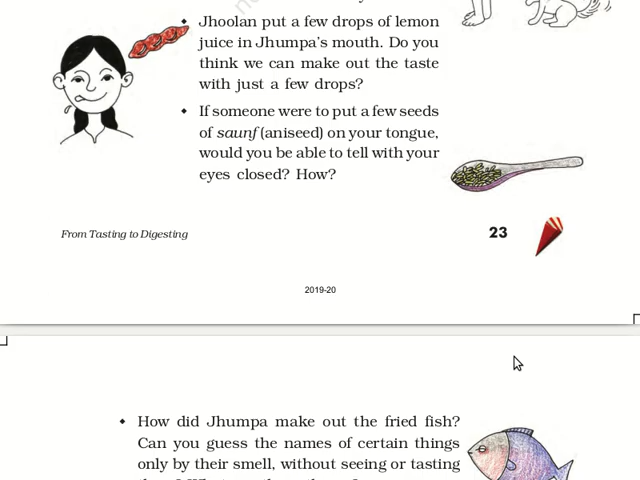 Jhoolan put a few drops of lemon
juice in Jhumpa's mouth. Do you
think we can make out the taste
with just a few drops?
If someone were to put a few seeds
of saunf (aniseed) on your tongue,
would you be able to tell with your
eyes closed? How?
From Tasting to Digesting
23
2019-20
How did Jhumpa make out the fried fish?
Can you guess the names of certain things
only by their smell, without seeing or tasting